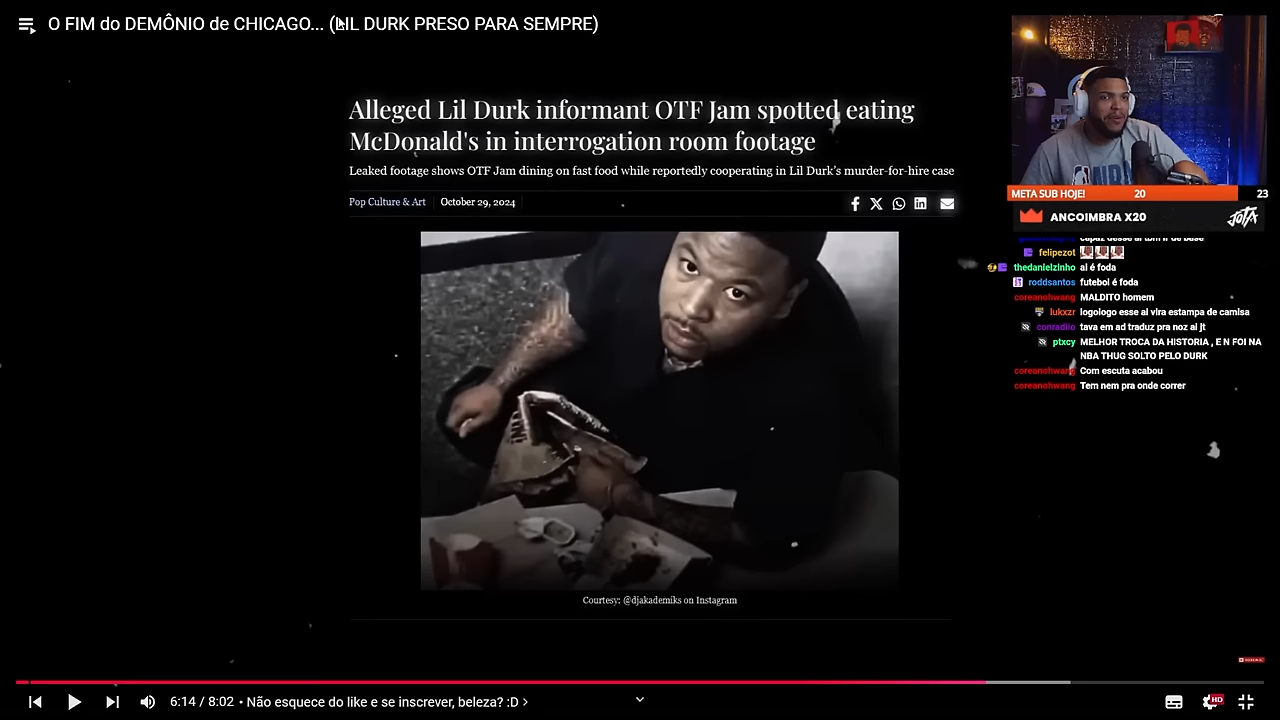 O FIM do DEMÔNIO de CHICAGO... (LIL DURK PRESO PARA SEMPRE)
Alleged Lil Durk informant OTF Jam spotted eating
McDonald's in interrogation room footage
Leaked footage shows OTF Jam dining on fast food while reportedly cooperating in Lil Durk's murder-for-hire case
Pop Culture & Art
October 29, 2024
Courtesy: @djakademiks on Instagram
META SUB HOJE! 20 23
ANCOIMBRA X20
JOTA
felipezot
thedanielzinho ai é foda
roddsantos futebol é foda
coreanohwang MALDITO homem
lukxzr logologo esse ai vira estampa de camisa
conradiio tava em ad traduz pra noz ai jt
ptxcy MELHOR TROCA DA HISTORIA , E N FOI NA
NBA THUG SOLTO PELO DURK
coreanohwang Com escuta acabou
coreanohwang Tem nem pra onde correr
6:14 / 8:02 • Não esquece do like e se inscrever, beleza? :D
HD